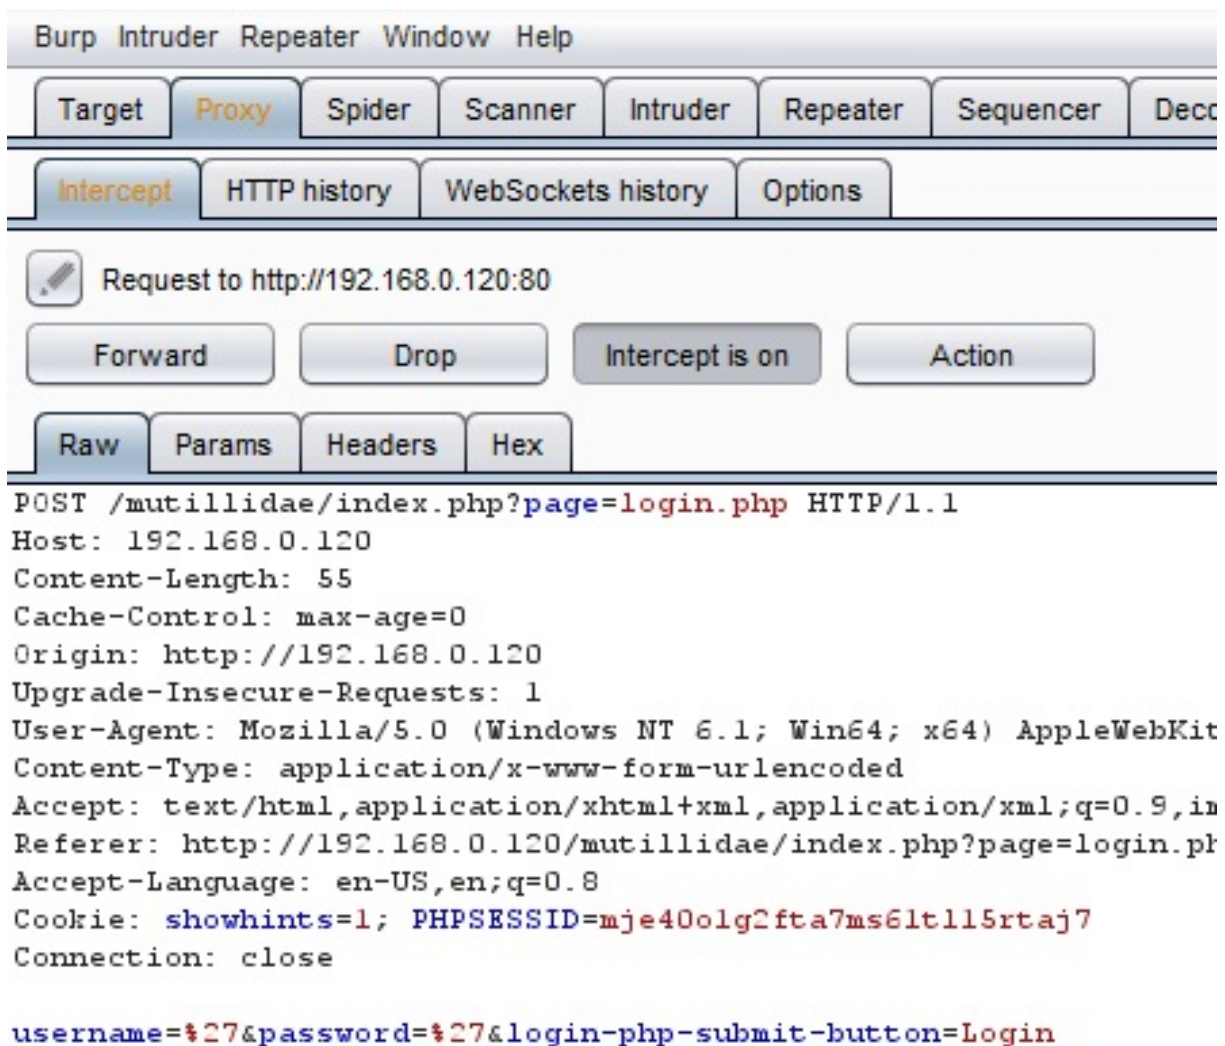 Burp Intruder Repeater Window Help
Target Proxy Spider Scanner Intruder Repeater Sequencer Deco
Intercept HTTP history WebSockets history Options
Request to http://192.168.0.120:80
Forward Drop Intercept is on Action
Raw Params Headers Hex
POST /mutillidae/index.php?page=login.php HTTP/1.1
Host: 192.168.0.120
Content-Length: 55
Cache-Control: max-age=0
Origin: http://192.168.0.120
Upgrade-Insecure-Requests: 1
User-Agent: Mozilla/5.0 (Windows NT 6.1; Win64; x64) AppleWebKit
Content-Type: application/x-www-form-urlencoded
Accept: text/html,application/xhtml+xml,application/xml;q=0.9,im
Referer: http://192.168.0.120/mutillidae/index.php?page=login.ph
Accept-Language: en-US,en;q=0.8
Cookie: showhints=1; PHPSESSID=mje40o1g2fta7ms61tl15rtaj7
Connection: close
username=%27&password=%27&login-php-submit-button=Login